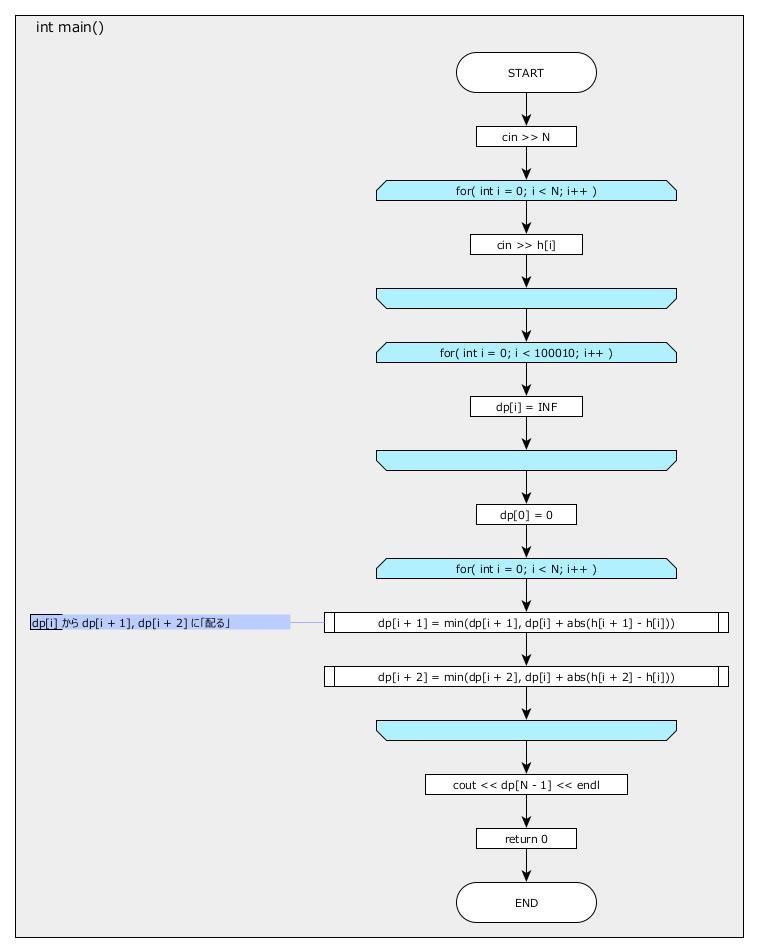 int main()
START
cin >> N
for( int i = 0; i < N; i++ )
cin >> h[i]
for( int i = 0; i < 100010; i++ )
dp[i] = INF
dp[0] = 0
for( int i = 0; i < N; i++ )
dp[i] から dp[i + 1], dp[i + 2] に「配る」
dp[i + 1] = min(dp[i + 1], dp[i] + abs(h[i + 1] - h[i]))
dp[i + 2] = min(dp[i + 2], dp[i] + abs(h[i + 2] - h[i]))
cout << dp[N - 1] << endl
return 0
END